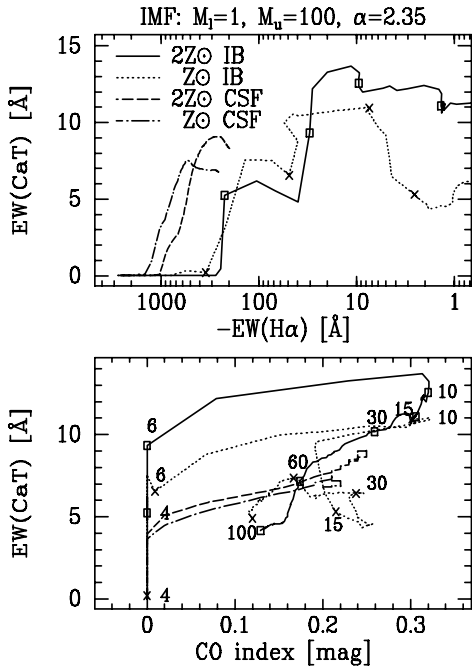 IMF: M_l=1, M_u=100, α=2.35
15
10
5
0
EW(CaT) [Å]
2Z⊙ IB
Z⊙ IB
2Z⊙ CSF
Z⊙ CSF
1000 100 10 1
-EW(Hα) [Å]
10
5
0
EW(CaT) [Å]
6
6
4
4
15
10
10
30
60
30
100
15
0 0.1 0.2 0.3
CO index [mag]